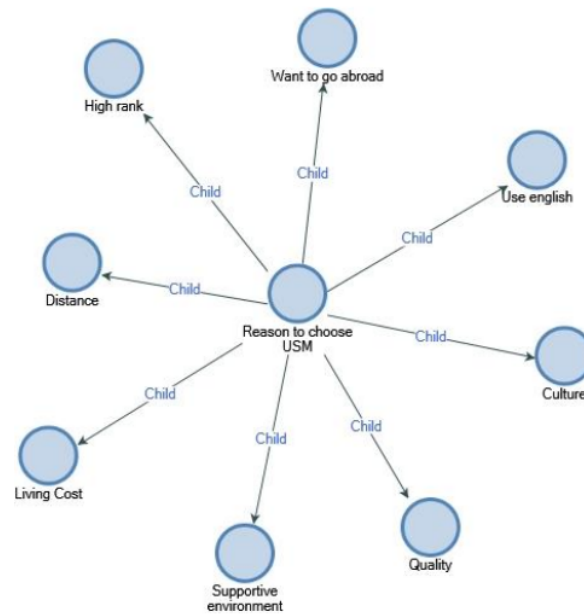 Want to go abroad
High rank
Child
Child
Use english
Child
Distance
Child
Reason to choose
USM
Child
Culture
Child
Child
Child
Living Cost
Quality
Supportive
environment